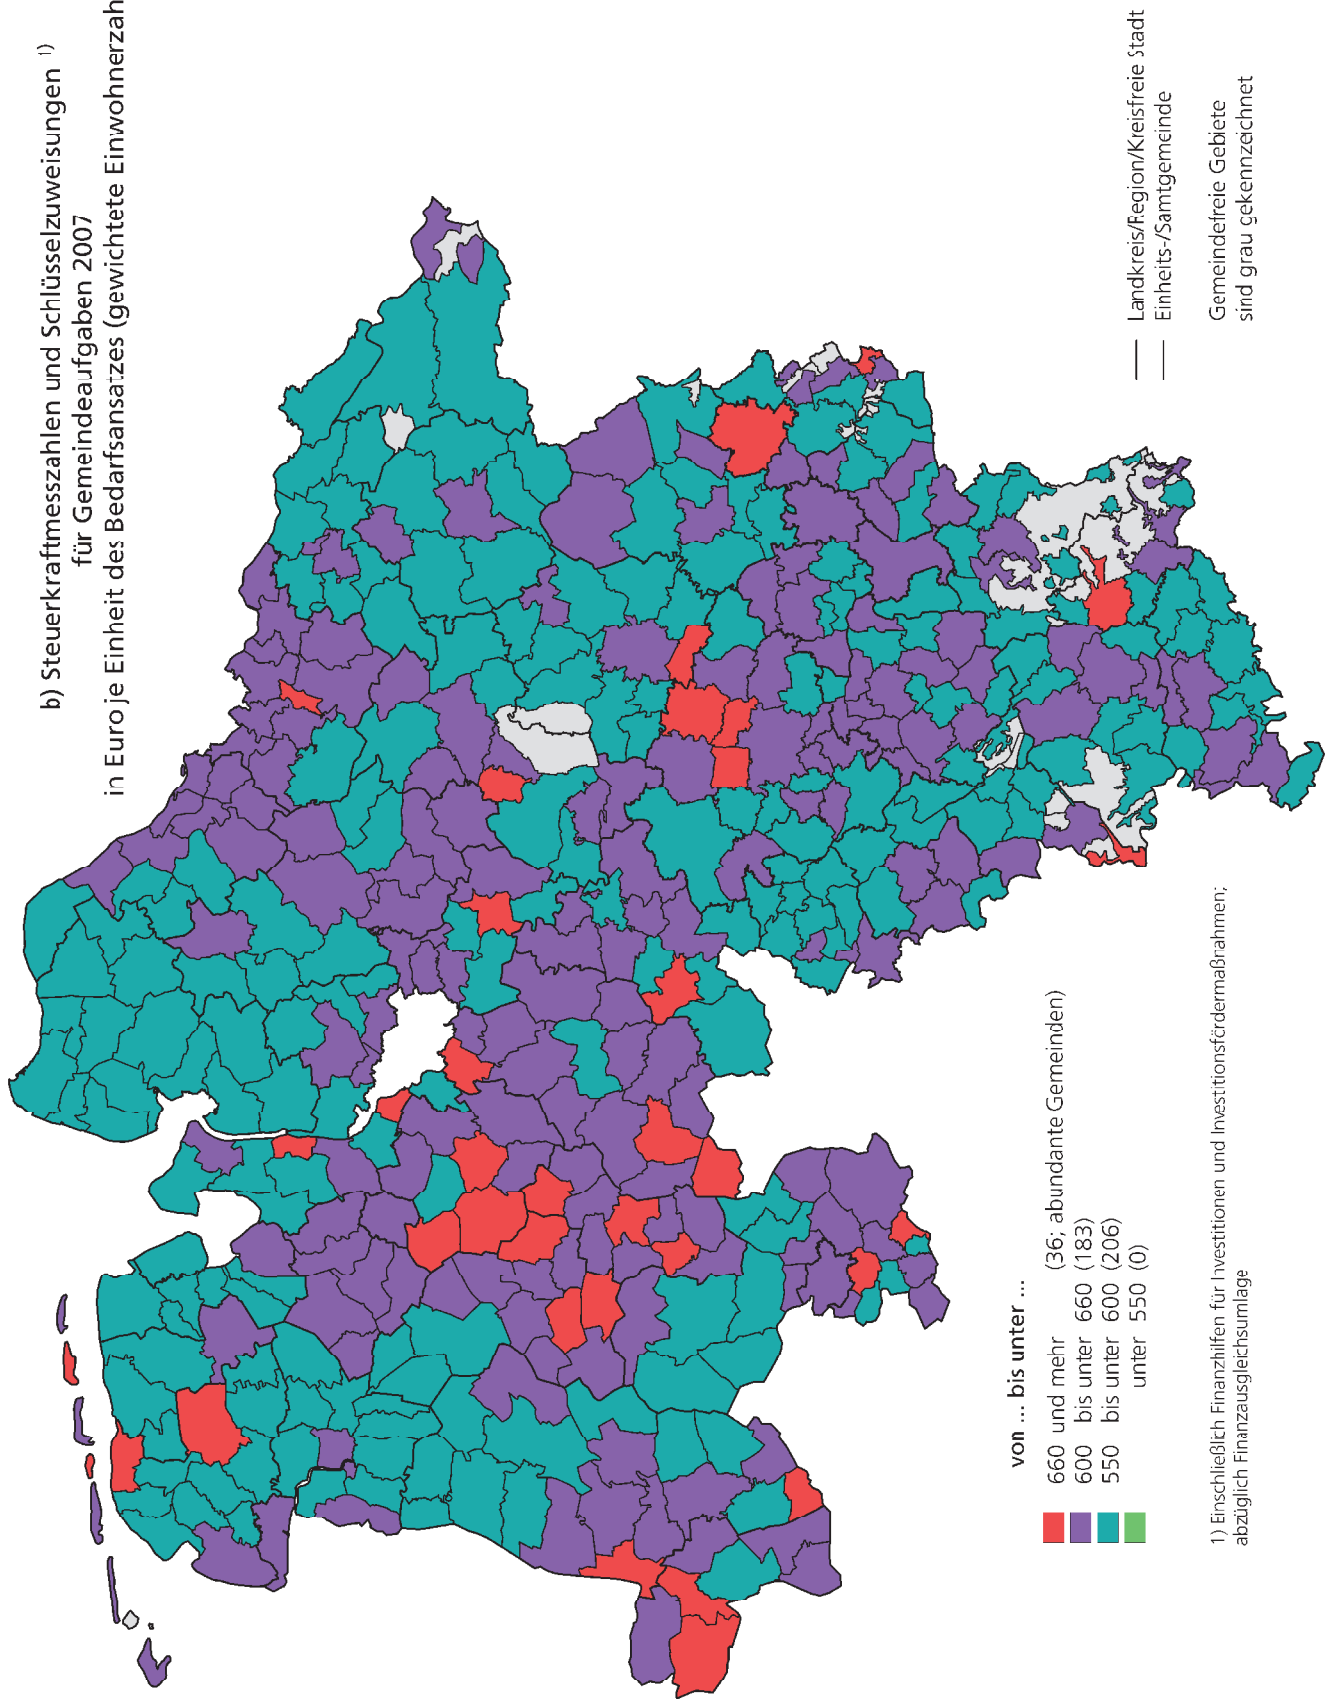 b) Steuerkraftmesszahlen und Schlüsselzuweisungen 1)
für Gemeindeaufgaben 2007
in Euro je Einheit des Bedarfsansatzes (gewichtete Einwohnerzah
von ... bis unter ...
660 und mehr (36; abundante Gemeinden)
600 bis unter 660 (183)
550 bis unter 600 (206)
unter 550 (0)
Landkreis/Region/Kreisfreie Stadt
Einheits-/Samtgemeinde
Gemeindefreie Gebiete
sind grau gekennzeichnet
1) Einschließlich Finanzhilfen für Investitionen und Investitionsfördermaßnahmen;
abzüglich Finanzausgleichsumlage